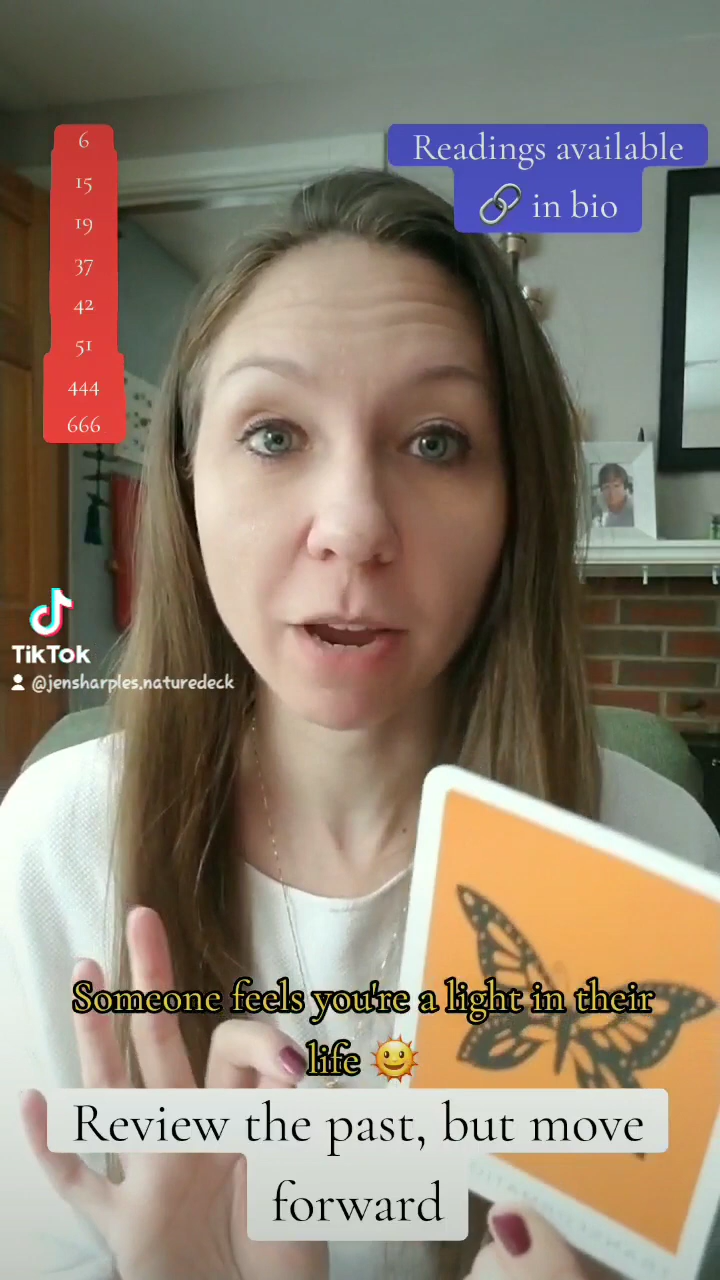 6
15
19
37
42
51
444
666
Readings available
🔗 in bio
TikTok
@jensharples.naturedeck
Someone feels you're a light in their
life 🌞
Review the past, but move
forward